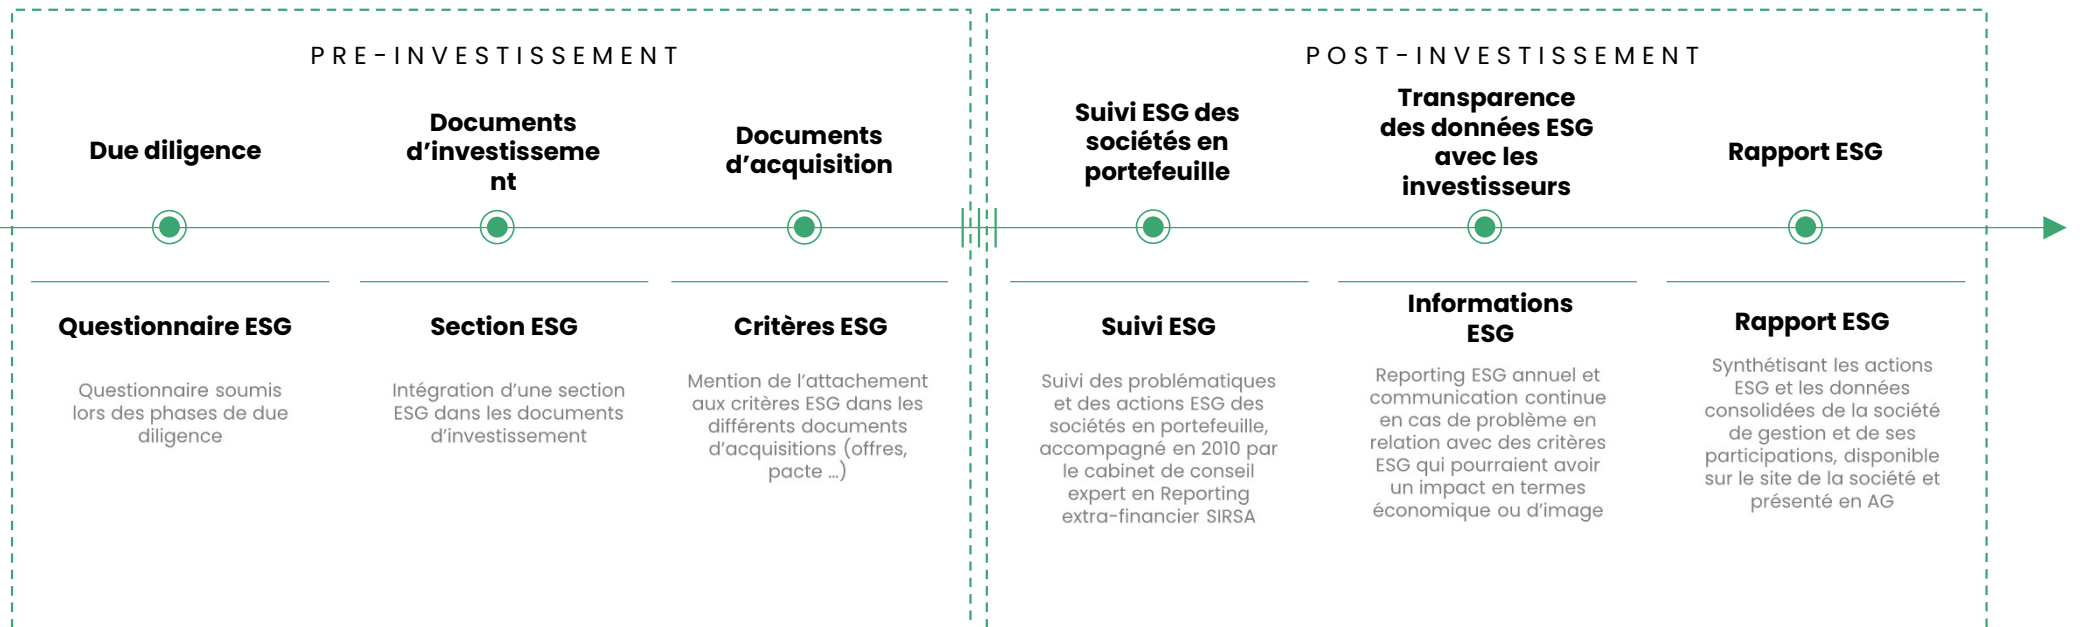 PRE-INVESTISSEMENT
Due diligence
Documents
d’investisseme
nt
Documents
d’acquisition
Questionnaire ESG
Questionnaire soumis
lors des phases de due
diligence
Section ESG
Intégration d’une section
ESG dans les documents
d’investissement
Critères ESG
Mention de l’attachement
aux critères ESG dans les
différents documents
d’acquisitions (offres,
pacte …)
POST-INVESTISSEMENT
Suivi ESG des
sociétés en
portefeuille
Transparence
des données ESG
avec les
investisseurs
Rapport ESG
Suivi ESG
Suivi des problématiques
et des actions ESG des
sociétés en portefeuille,
accompagné en 2010 par
le cabinet de conseil
expert en Reporting
extra-financier SIRSA
Informations
ESG
Reporting ESG annuel et
communication continue
en cas de problème en
relation avec des critères
ESG qui pourraient avoir
un impact en termes
économique ou d’image
Rapport ESG
Synthétisant les actions
ESG et les données
consolidées de la société
de gestion et de ses
participations, disponible
sur le site de la société et
présenté en AG